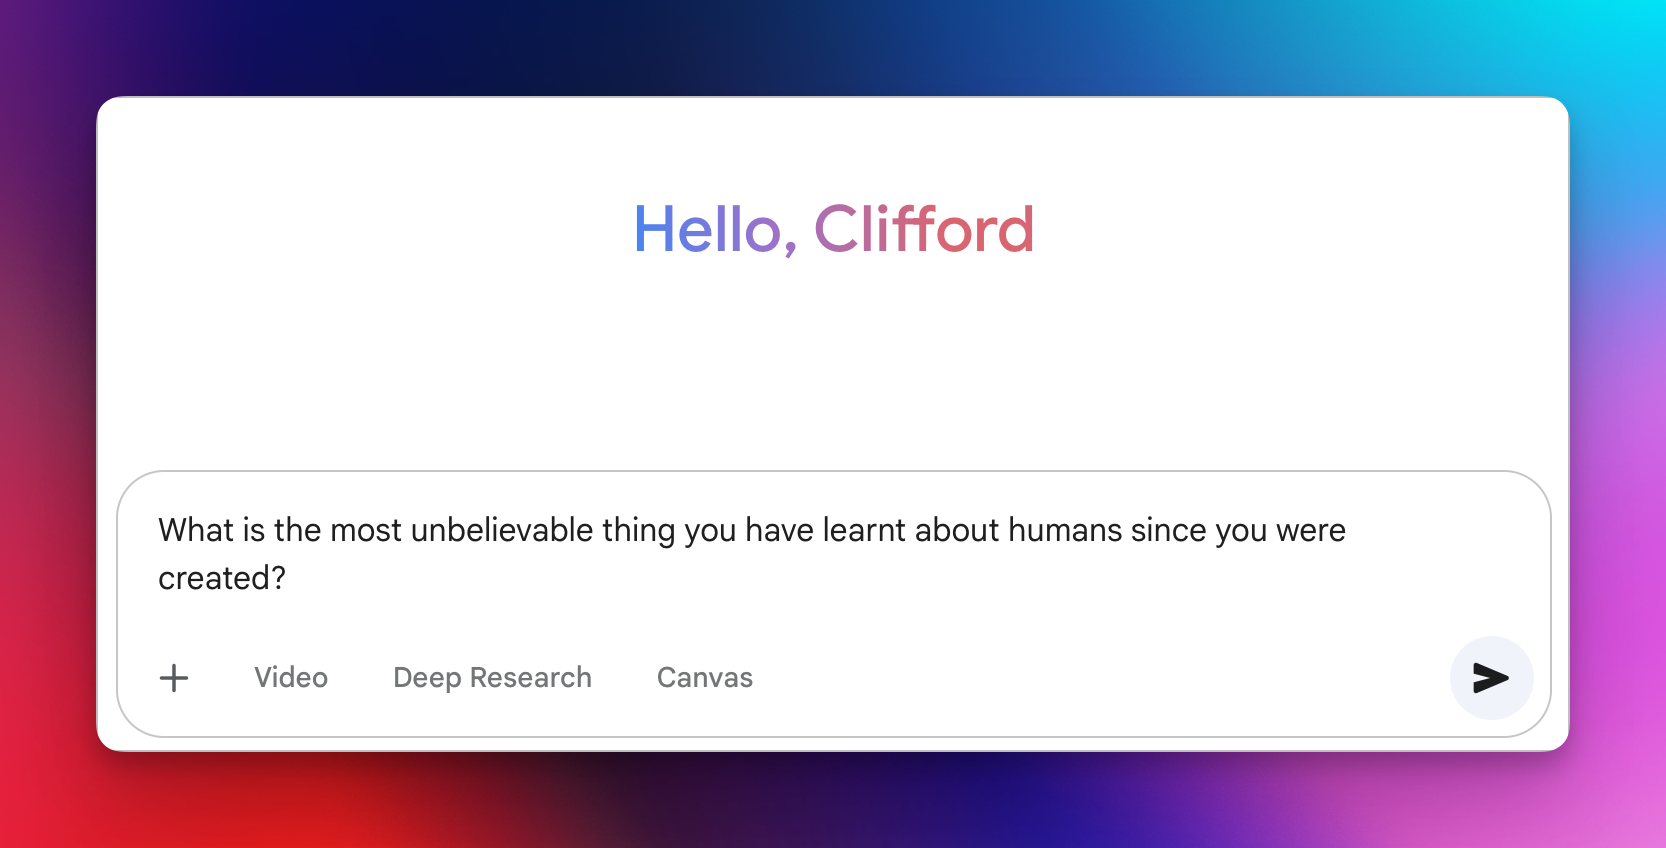 Hello, Clifford
What is the most unbelievable thing you have learnt about humans since you were
created?
Video Deep Research Canvas